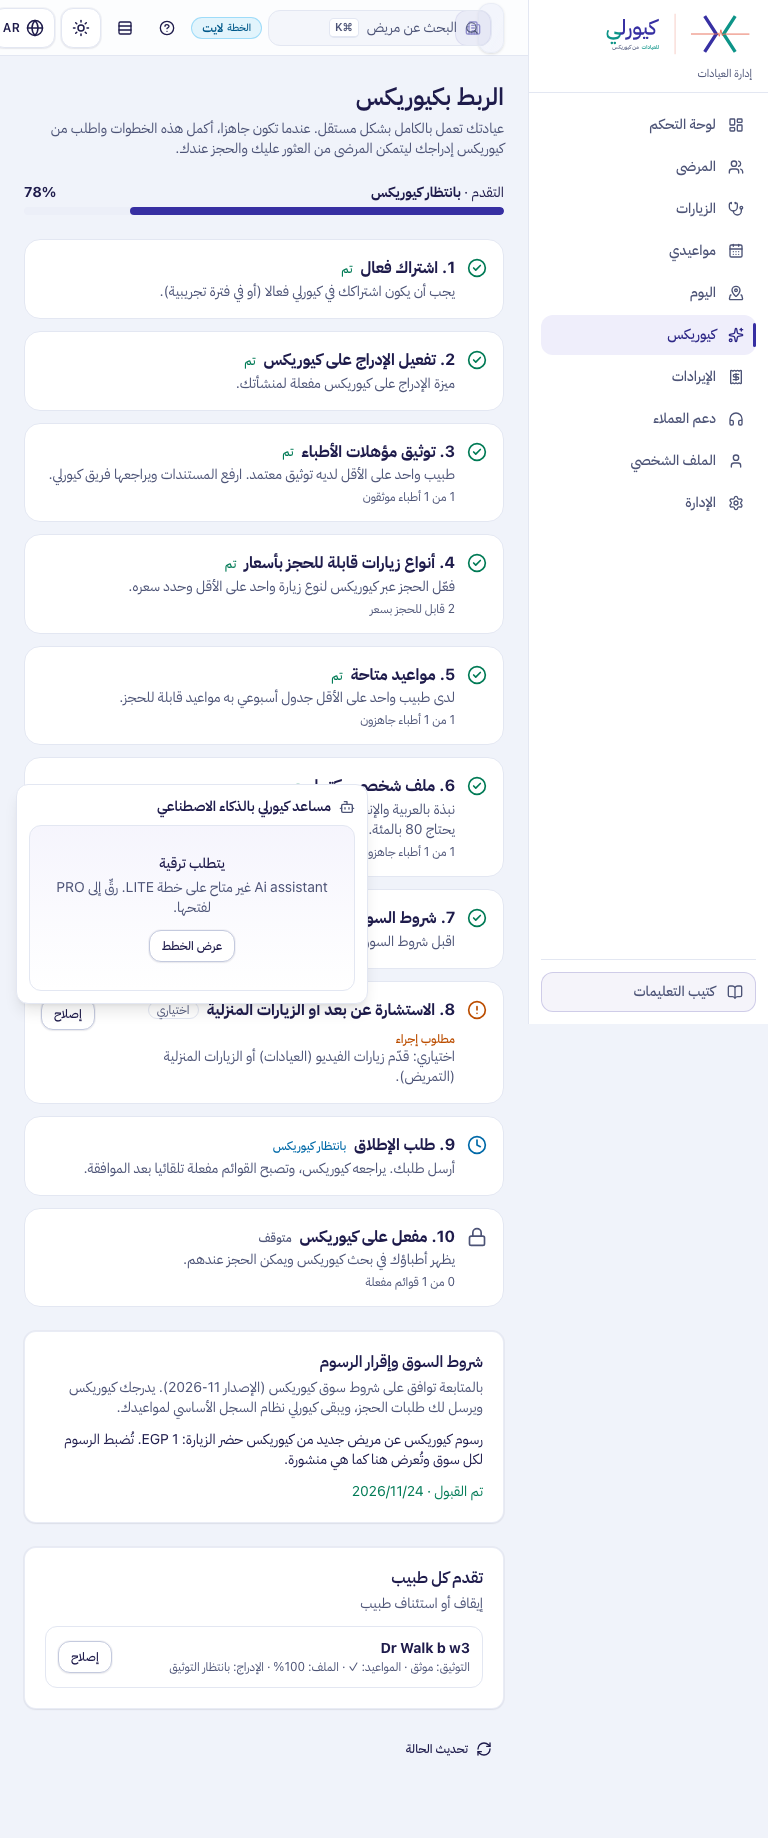 كيورلي
للعيادات من كيوريكس
إدارة العيادات
لوحة التحكم
المرضى
الزيارات
مواعيدي
اليوم
كيوريكس
الإيرادات
دعم العملاء
الملف الشخصي
الإدارة
كتيب التعليمات
البحث عن مريض
⌘K
الخطة لايت
AR
الربط بكيوريكس
عيادتك تعمل بالكامل بشكل مستقل. عندما تكون جاهزا، أكمل هذه الخطوات واطلب من
كيوريكس إدراجك ليتمكن المرضى من العثور عليك والحجز عندك.
التقدم · بانتظار كيوريكس
78%
1. اشتراك فعال تم
يجب أن يكون اشتراكك في كيورلي فعالا (أو في فترة تجريبية).
2. تفعيل الإدراج على كيوريكس تم
ميزة الإدراج على كيوريكس مفعلة لمنشأتك.
3. توثيق مؤهلات الأطباء تم
طبيب واحد على الأقل لديه توثيق معتمد. ارفع المستندات ويراجعها فريق كيورلي.
1 من 1 أطباء موثقون
4. أنواع زيارات قابلة للحجز بأسعار تم
فعّل الحجز عبر كيوريكس لنوع زيارة واحد على الأقل وحدد سعره.
2 قابل للحجز بسعر
5. مواعيد متاحة تم
لدى طبيب واحد على الأقل جدول أسبوعي به مواعيد قابلة للحجز.
1 من 1 أطباء جاهزون
6. ملف شخصي
نبذة بالعربية
يحتاج 80 بالمئة.
1 من 1 أطباء
7. شروط
اقبل شروط
مساعد كيورلي بالذكاء الاصطناعي
يتطلب ترقية
Ai assistant غير متاح على خطة LITE. رقّ إلى PRO
لفتحها.
عرض الخطط
8. الاستشارة عن بعد أو الزيارات المنزلية اختياري
إصلاح
مطلوب إجراء
اختياري: قدّم زيارات الفيديو (العيادات) أو الزيارات المنزلية
(التمريض).
9. طلب الإطلاق بانتظار كيوريكس
أرسل طلبك. يراجعه كيوريكس، وتصبح القوائم مفعلة تلقائيا بعد الموافقة.
10. مفعل على كيوريكس متوقف
يظهر أطباؤك في بحث كيوريكس ويمكن الحجز عندهم.
0 من 1 قوائم مفعلة
شروط السوق وإقرار الرسوم
بالمتابعة توافق على شروط سوق كيوريكس (الإصدار 11-2026). يدرجك كيوريكس
ويرسل لك طلبات الحجز، ويبقى كيورلي نظام السجل الأساسي لمواعيدك.
رسوم كيوريكس عن مريض جديد من كيوريكس حضر الزيارة: EGP 1. تُضبط الرسوم
لكل سوق وتُعرض هنا كما هي منشورة.
تم القبول · 2026/11/24
تقدم كل طبيب
إيقاف أو استئناف طبيب
Dr Walk b w3
التوثيق: موثق · المواعيد: ✓ · الملف: 100% · الإدراج: بانتظار التوثيق
إصلاح
تحديث الحالة